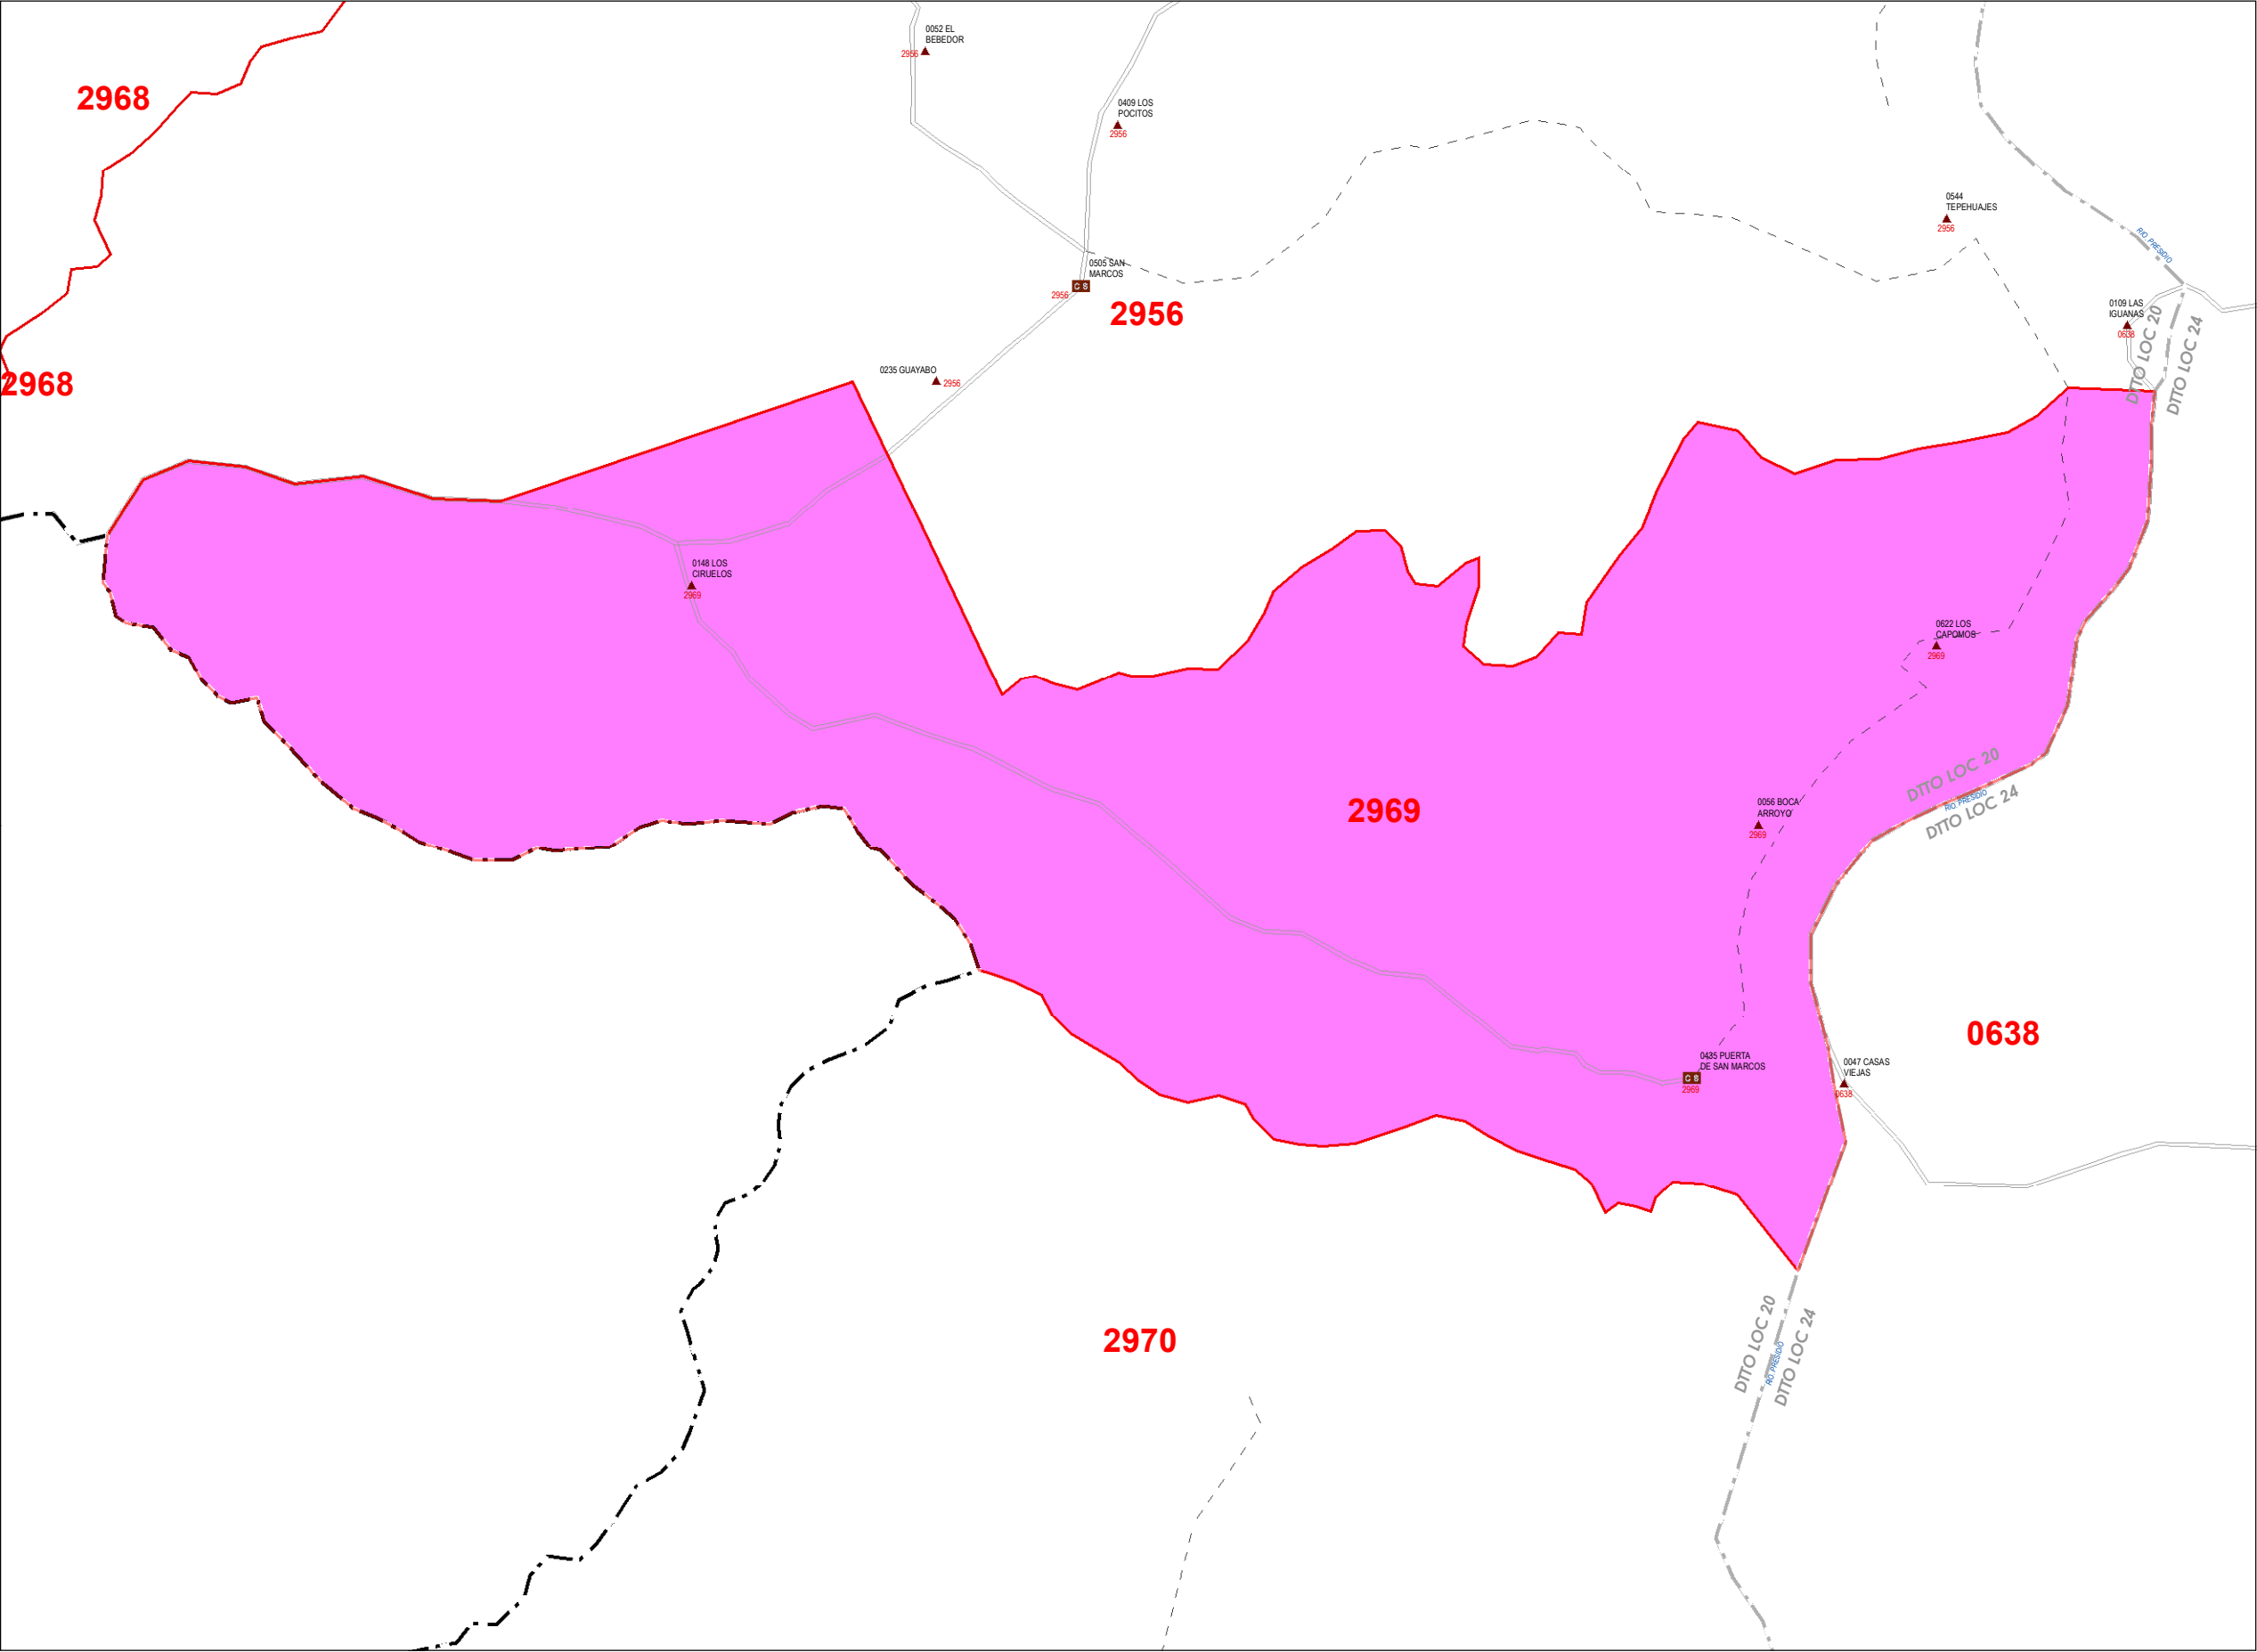 0052 EL
BEBEDOR
2956
2968
0409 LOS
POCITOS
2956
0544
TEPEHUAJES
2956
RIO PRESIDIO
0505 SAN
MARCOS
C S
2956
2956
0109 LAS
IGUANAS
0638
DTTO LOC 20
DTTO LOC 24
2968
0235 GUAYABO
2956
0148 LOS
CIRUELOS
2969
0622 LOS
CAPOMOS
2969
DTTO LOC 20
RIO PRESIDIO
DTTO LOC 24
2969
0056 BOCA
ARROYO
2969
0638
0435 PUERTA
DE SAN MARCOS
C S
2969
0047 CASAS
VIEJAS
0638
2970
DTTO LOC 20
RIO PRESIDIO
DTTO LOC 24